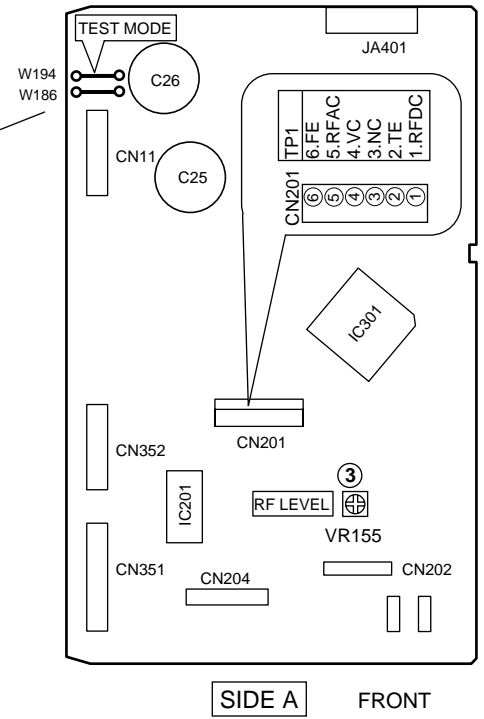 TEST MODE
JA401
W194
W186
C26
CN11
C25
TP1
6.FE
5.RFAC
4.VC
3.NC
2.TE
1.RFDC
CN201
6 5 4 3 2 1
IC301
CN201
CN352
IC201
3
RF LEVEL
VR155
CN351
CN204
CN202
SIDE A FRONT